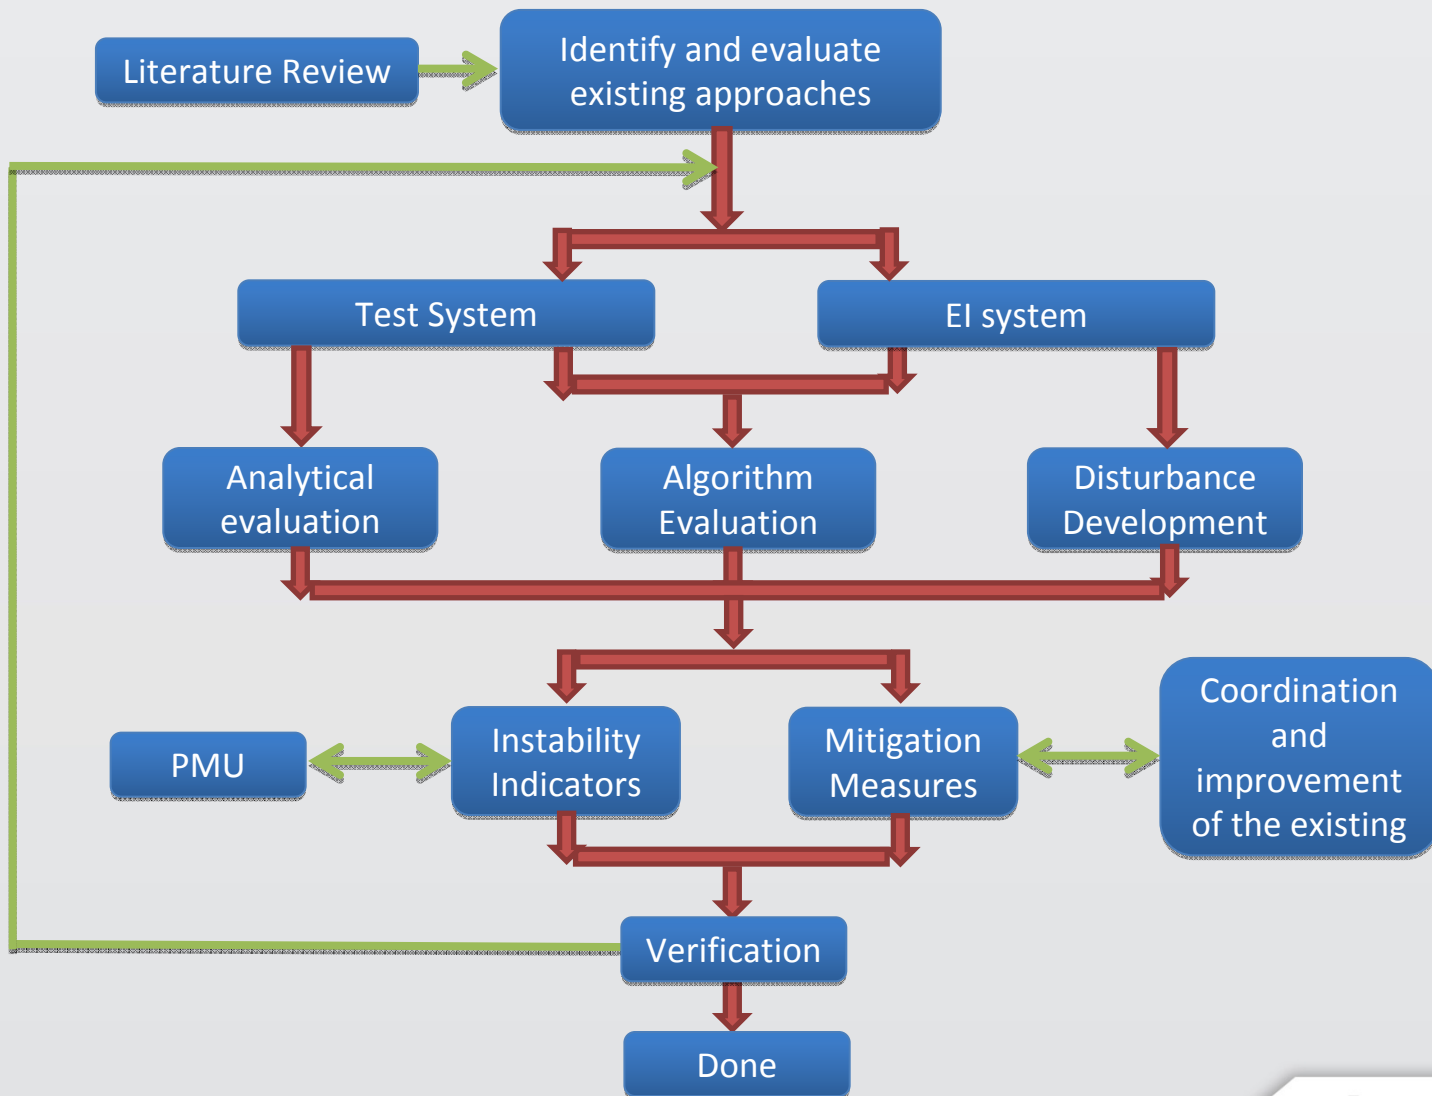 Literature Review
Identify and evaluate
existing approaches
Test System
EI system
Analytical
evaluation
Algorithm
Evaluation
Disturbance
Development
PMU
Instability
Indicators
Mitigation
Measures
Coordination
and
improvement
of the existing
Verification
Done